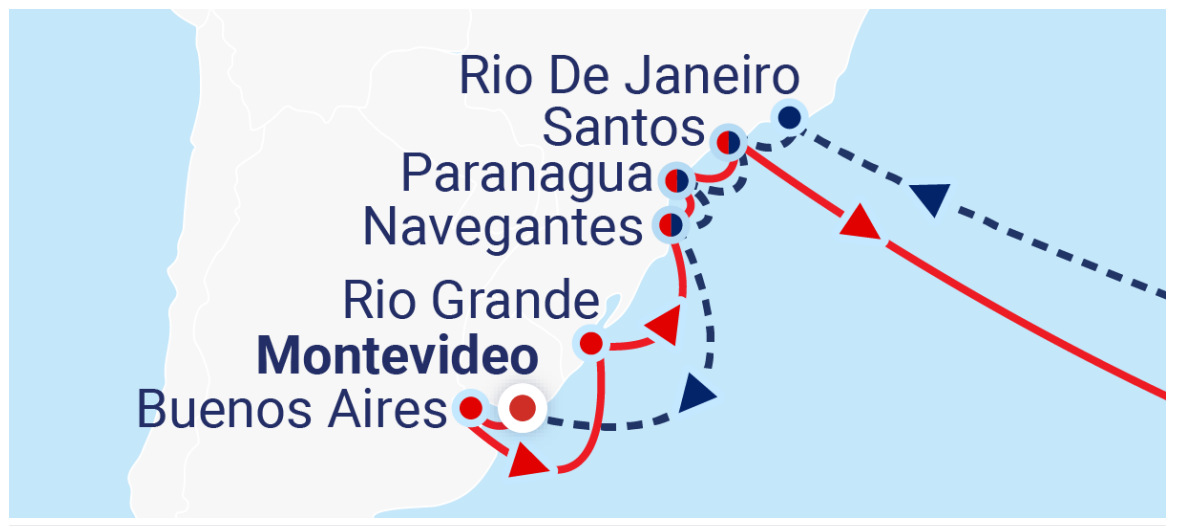 Rio De Janeiro
Santos
Paranagua
Navegantes
Rio Grande
Montevideo
Buenos Aires